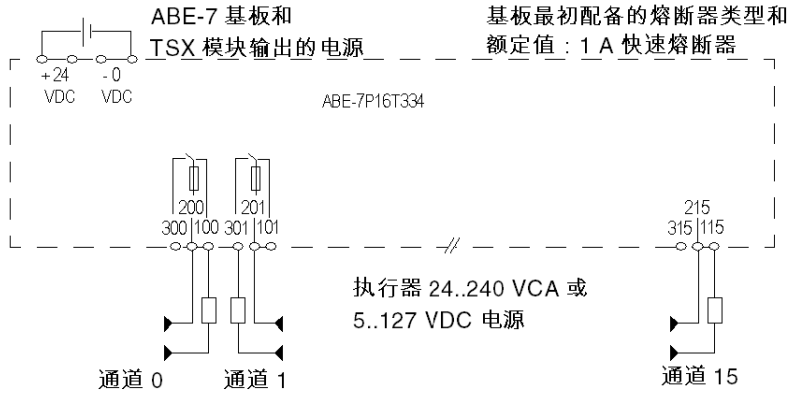 ABE-7 基板和
TSX 模块输出的电源
基板最初配备的熔断器类型和
额定值：1 A 快速熔断器
+24 VDC
- 0 VDC
ABE-7P16T334
200
300 100
201
301 101
215
315 115
执行器 24..240 VCA 或
5..127 VDC 电源
通道 0
通道 1
通道 15